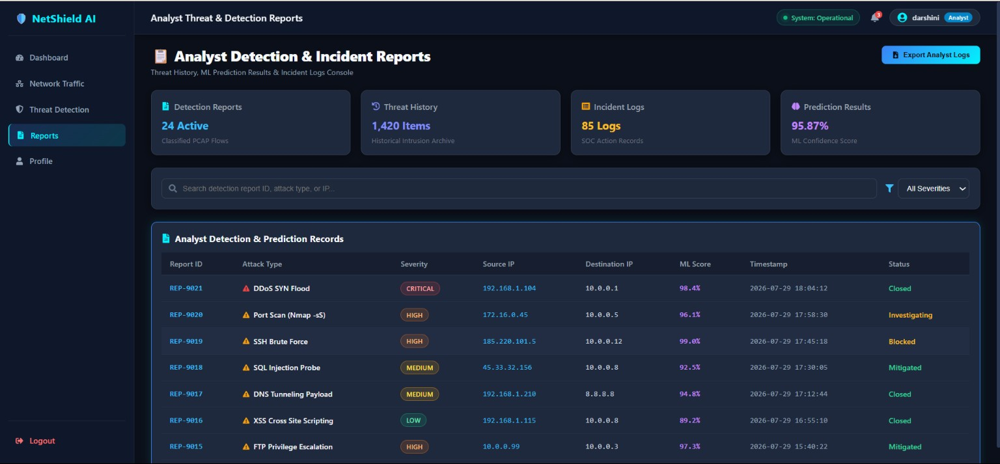 NetShield AI
Analyst Threat & Detection Reports
System: Operational
3
darshini
Analyst
Dashboard
Network Traffic
Threat Detection
Reports
Profile
Logout
Analyst Detection & Incident Reports
Threat History, ML Prediction Results & Incident Logs Console
Export Analyst Logs
Detection Reports
24 Active
Classified PCAP Flows
Threat History
1,420 Items
Historical Intrusion Archive
Incident Logs
85 Logs
SOC Action Records
Prediction Results
95.87%
ML Confidence Score
Search detection report ID, attack type, or IP...
All Severities
Analyst Detection & Prediction Records
Report ID Attack Type Severity Source IP Destination IP ML Score Timestamp Status
REP-9021 DDoS SYN Flood CRITICAL 192.168.1.104 10.0.0.1 98.4% 2026-07-29 18:04:12 Closed
REP-9020 Port Scan (Nmap -sS) HIGH 172.16.0.45 10.0.0.5 96.1% 2026-07-29 17:58:30 Investigating
REP-9019 SSH Brute Force HIGH 185.220.101.5 10.0.0.12 99.0% 2026-07-29 17:45:18 Blocked
REP-9018 SQL Injection Probe MEDIUM 45.33.32.156 10.0.0.8 92.5% 2026-07-29 17:30:05 Mitigated
REP-9017 DNS Tunneling Payload MEDIUM 192.168.1.210 8.8.8.8 94.8% 2026-07-29 17:12:44 Closed
REP-9016 XSS Cross Site Scripting LOW 192.168.1.115 10.0.0.8 89.2% 2026-07-29 16:55:10 Closed
REP-9015 FTP Privilege Escalation HIGH 10.0.0.99 10.0.0.3 97.3% 2026-07-29 15:40:22 Mitigated